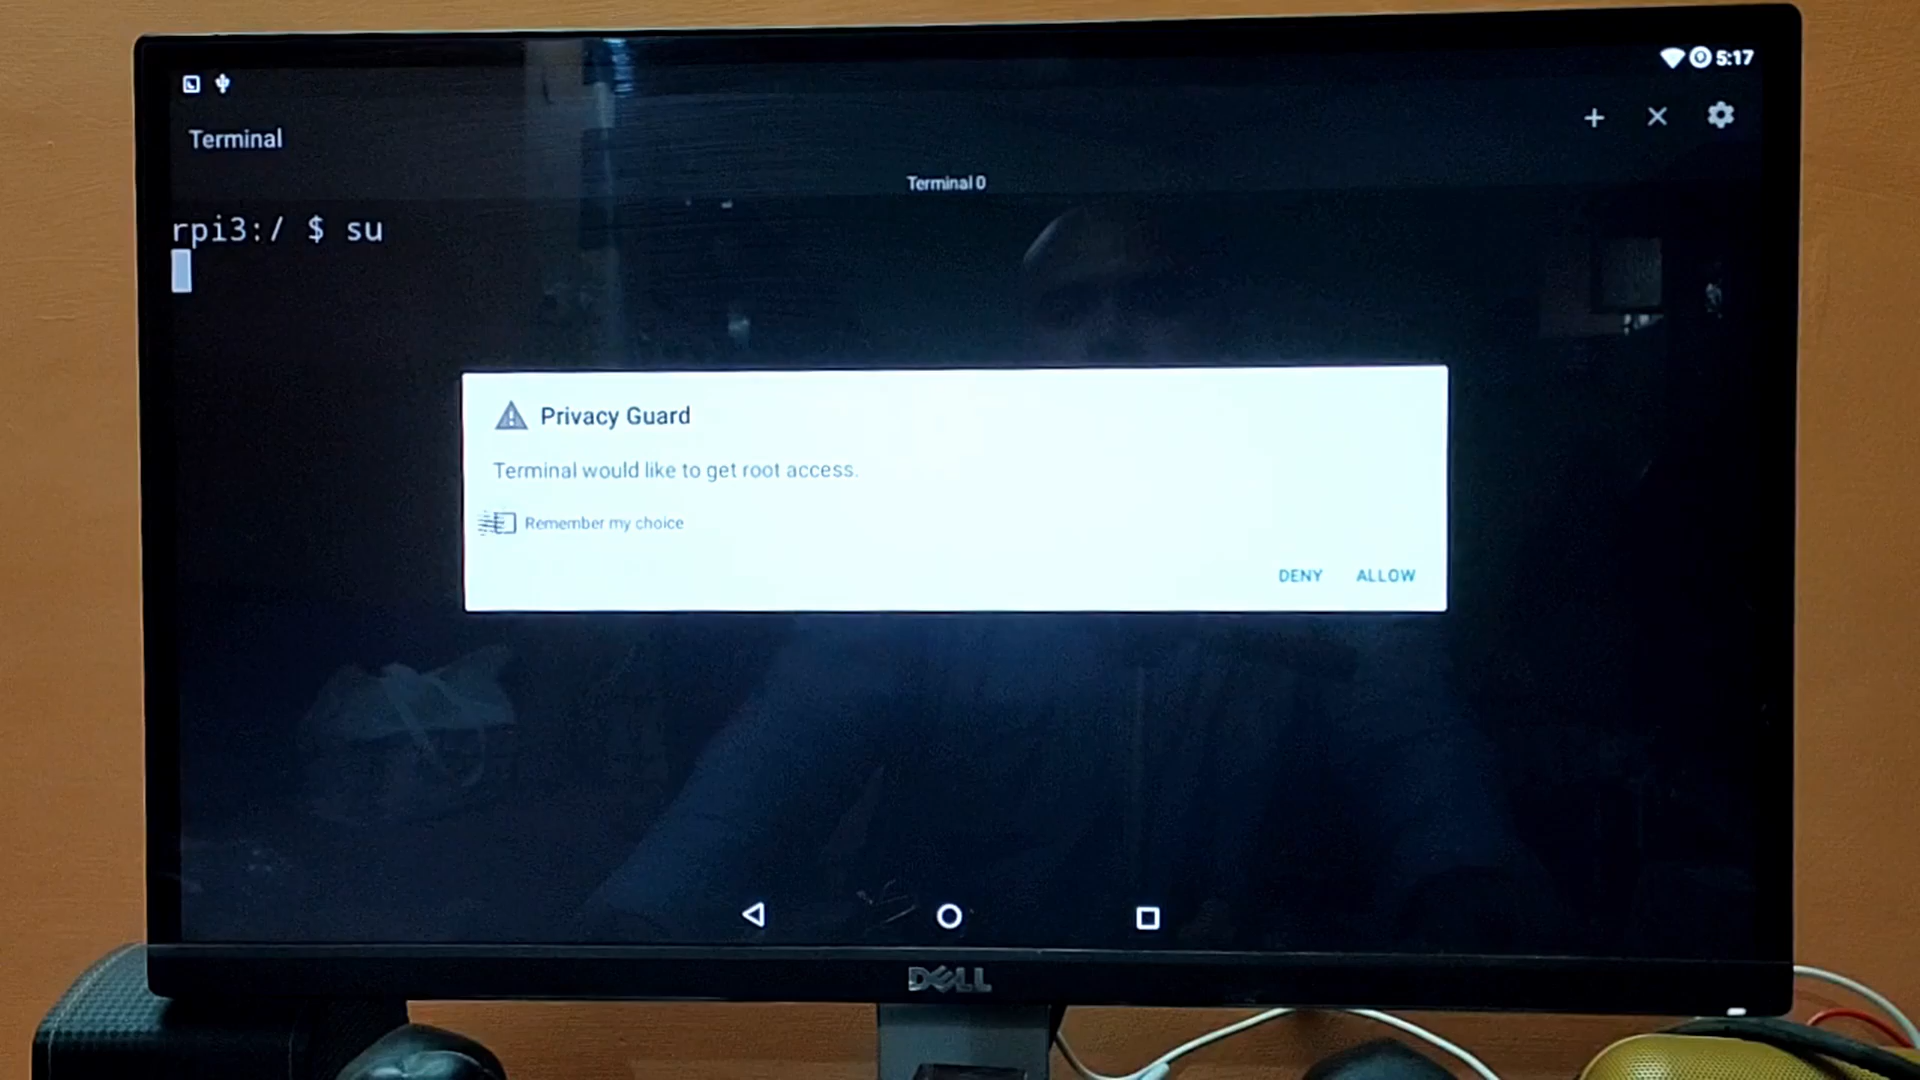 5:17
Terminal
Terminal 0
rpi3:/ $ su
Privacy Guard
Terminal would like to get root access.
Remember my choice
DENY ALLOW
DELL